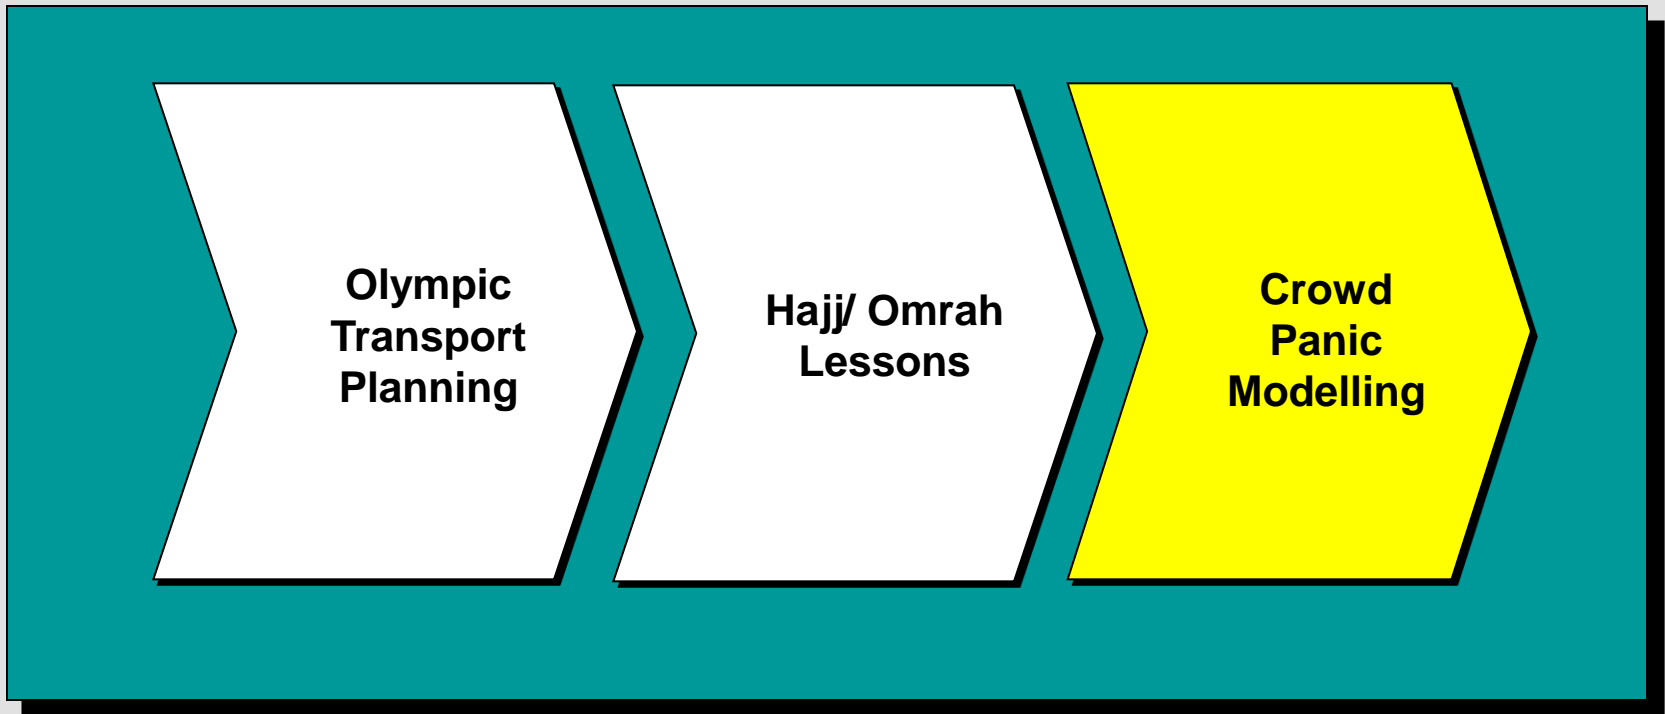 Olympic
Transport
Planning
Hajj/ Omrah
Lessons
Crowd
Panic
Modelling